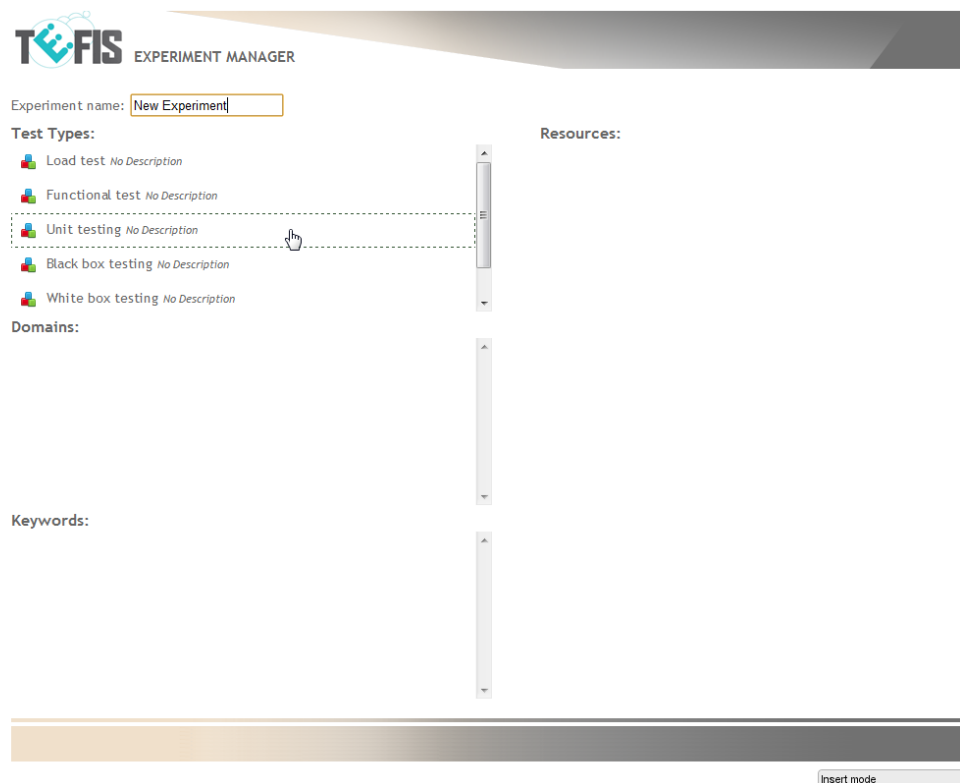 TEFIS EXPERIMENT MANAGER
Experiment name: New Experiment
Test Types:
Resources:
Load test No Description
Functional test No Description
Unit testing No Description
Black box testing No Description
White box testing No Description
Domains:
Keywords:
Insert mode